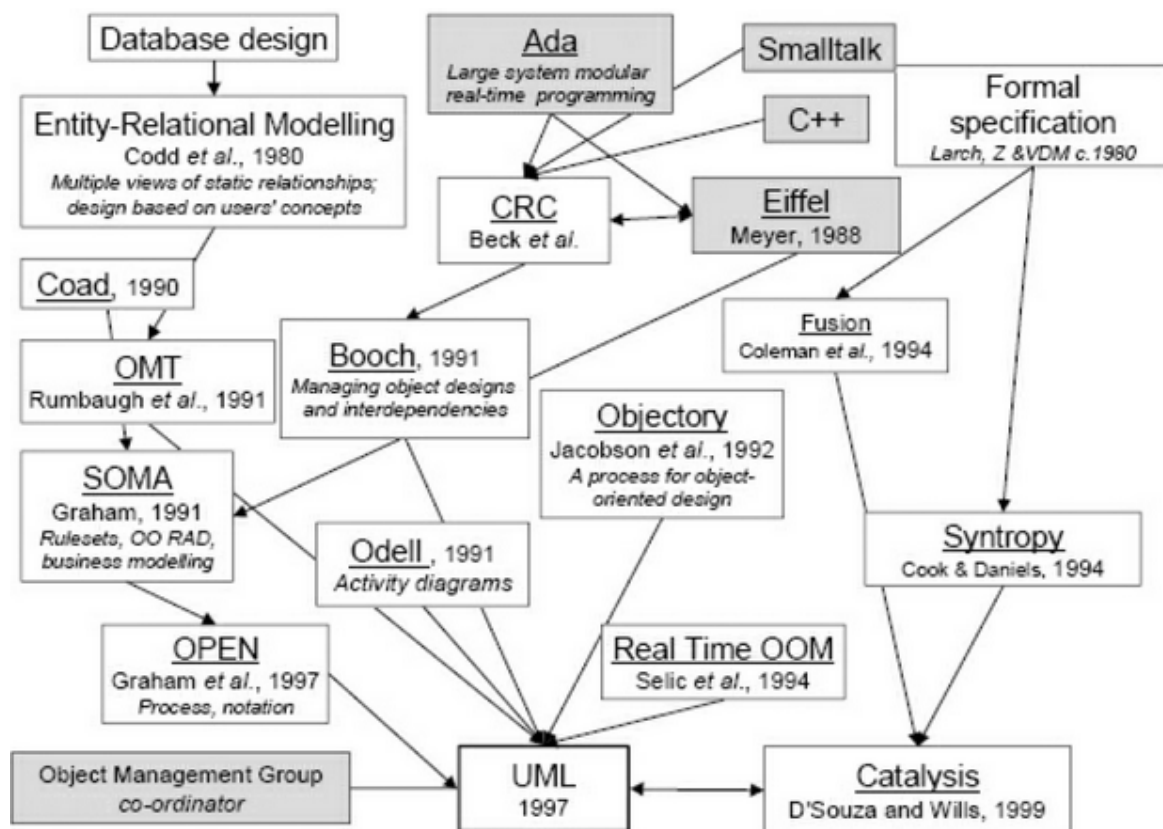 Database design
Ada
Large system modular
real-time programming
Smalltalk
C++
Formal
specification
Larch, Z &VDM c.1980
Entity-Relational Modelling
Codd et al., 1980
Multiple views of static relationships;
design based on users' concepts
CRC
Beck et al.
Eiffel
Meyer, 1988
Coad, 1990
OMT
Rumbaugh et al., 1991
Booch, 1991
Managing object designs
and interdependencies
Fusion
Coleman et al., 1994
Objectory
Jacobson et al., 1992
A process for object-
oriented design
SOMA
Graham, 1991
Rulesets, OO RAD,
business modelling
Odell, 1991
Activity diagrams
Syntropy
Cook & Daniels, 1994
OPEN
Graham et al., 1997
Process, notation
Real Time OOM
Selic et al., 1994
Object Management Group
co-ordinator
UML
1997
Catalysis
D'Souza and Wills, 1999